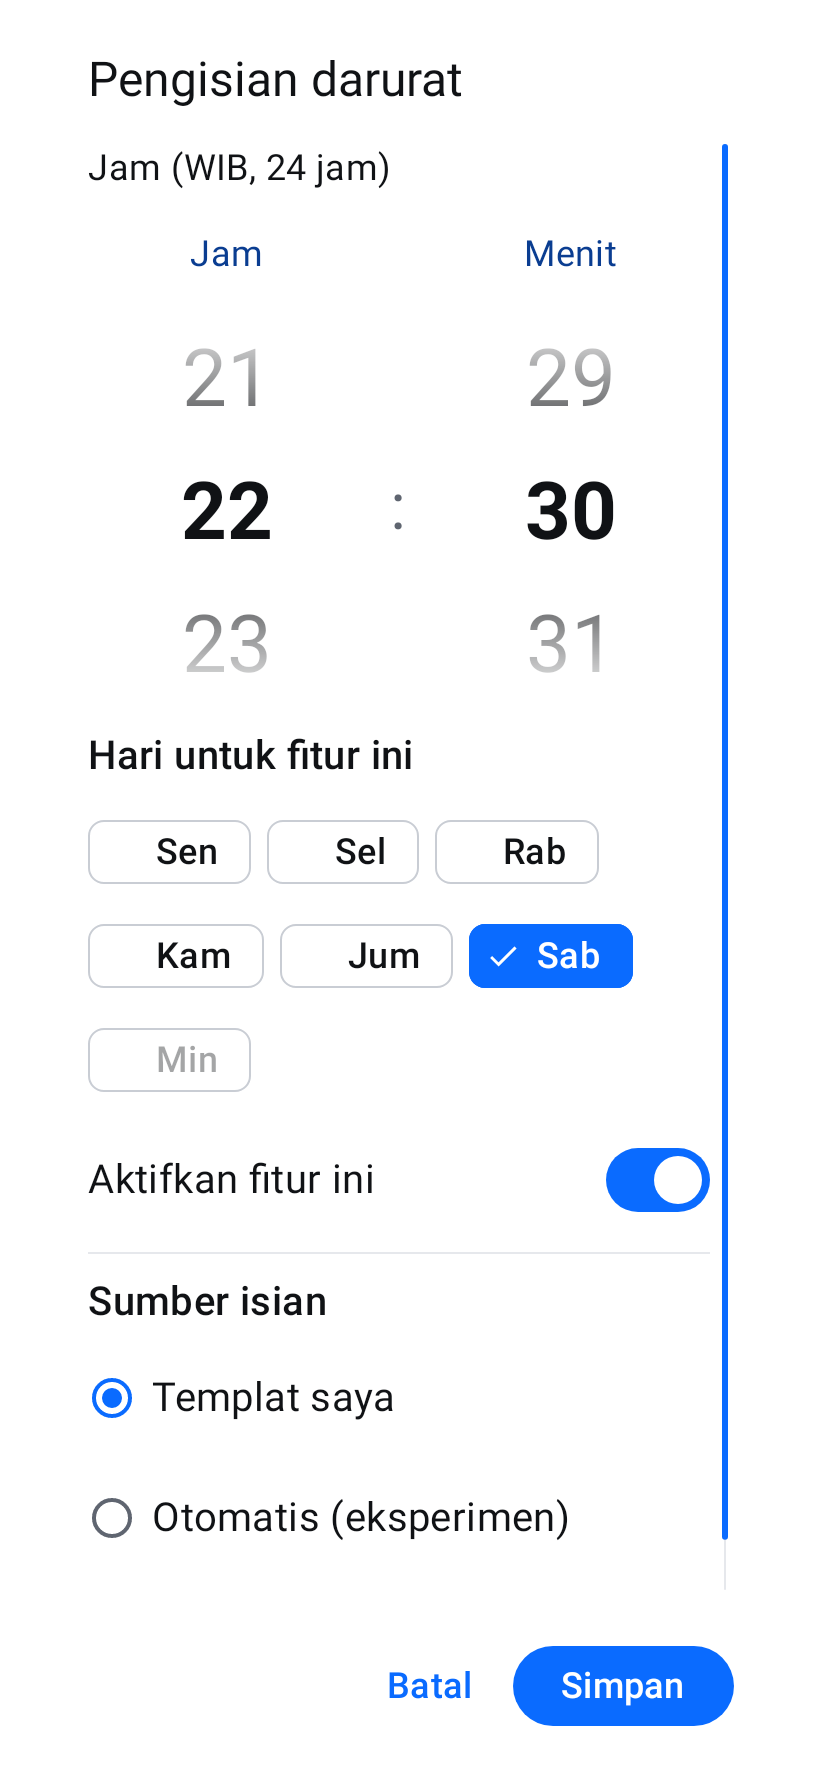 Pengisian darurat
Jam (WIB, 24 jam)
Jam Menit
21 29
22 : 30
23 31
Hari untuk fitur ini
Sen Sel Rab
Kam Jum Sab
Min
Aktifkan fitur ini
Sumber isian
Templat saya
Otomatis (eksperimen)
Batal Simpan